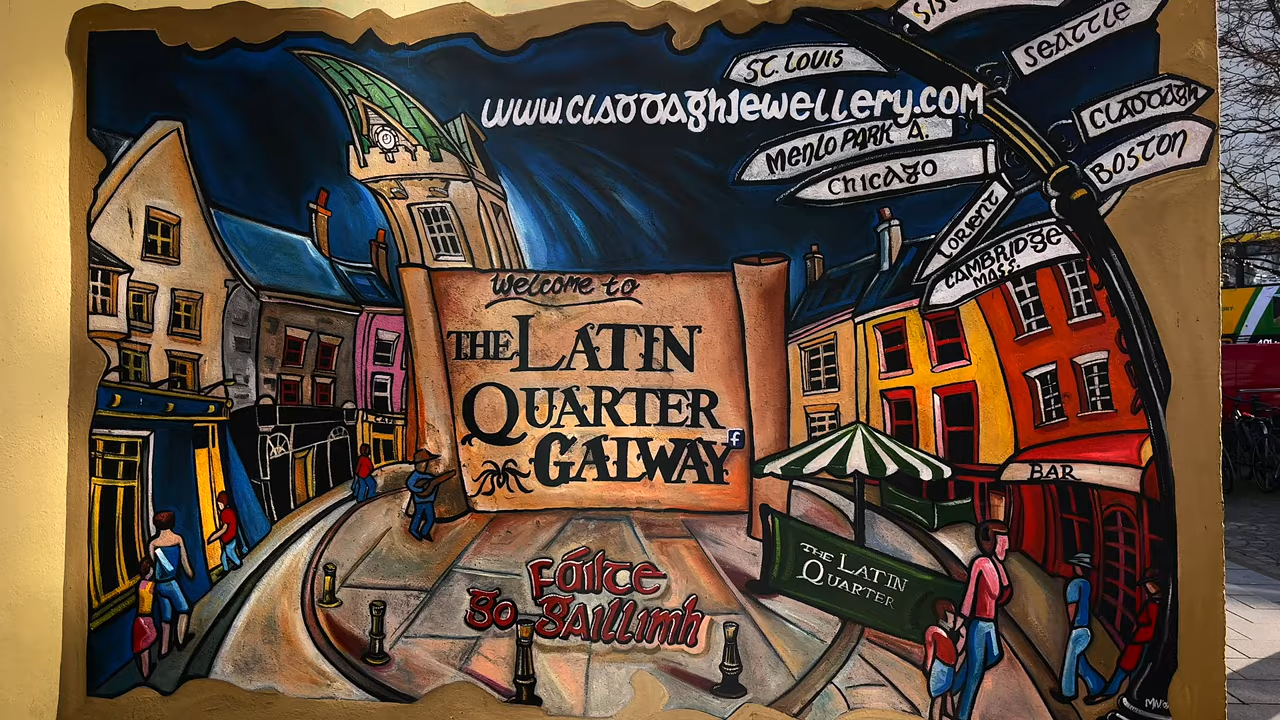 SEATTLE
ST. LOUIS
www.claddaghjewellery.com
CLADDAGH
MENLO PARK A.
BOSTON
CHICAGO
LORIENT
CAMBRIDGE
MASS.
Welcome to
THE LATIN
QUARTER
GALWAY
f
BAR
THE LATIN
QUARTER
Fáilte
go Gaillimh